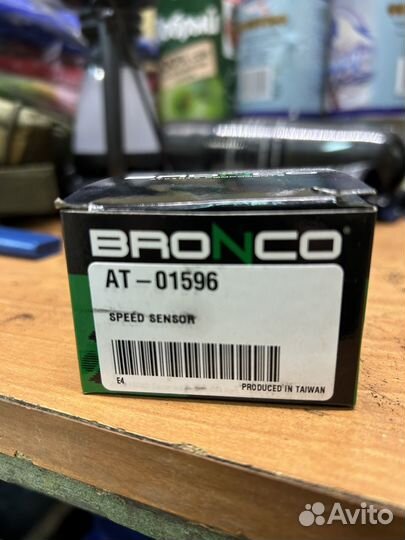 BRONCO
AT-01596
SPEED SENSOR
E4
PRODUCED IN TAIWAN
Avito